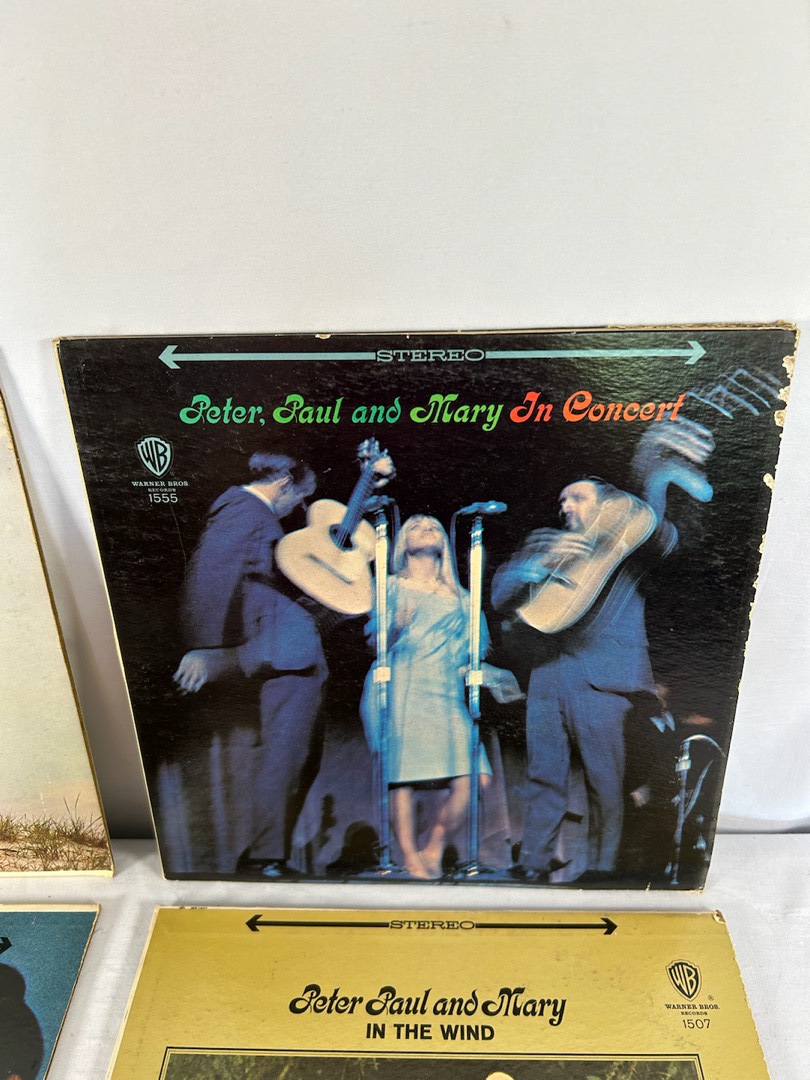 STEREO
Peter, Paul and Mary In Concert
WB
WARNER BROS.
RECORDS
1555
STEREO
Peter Paul and Mary
IN THE WIND
WB
WARNER BROS.
RECORDS
1507